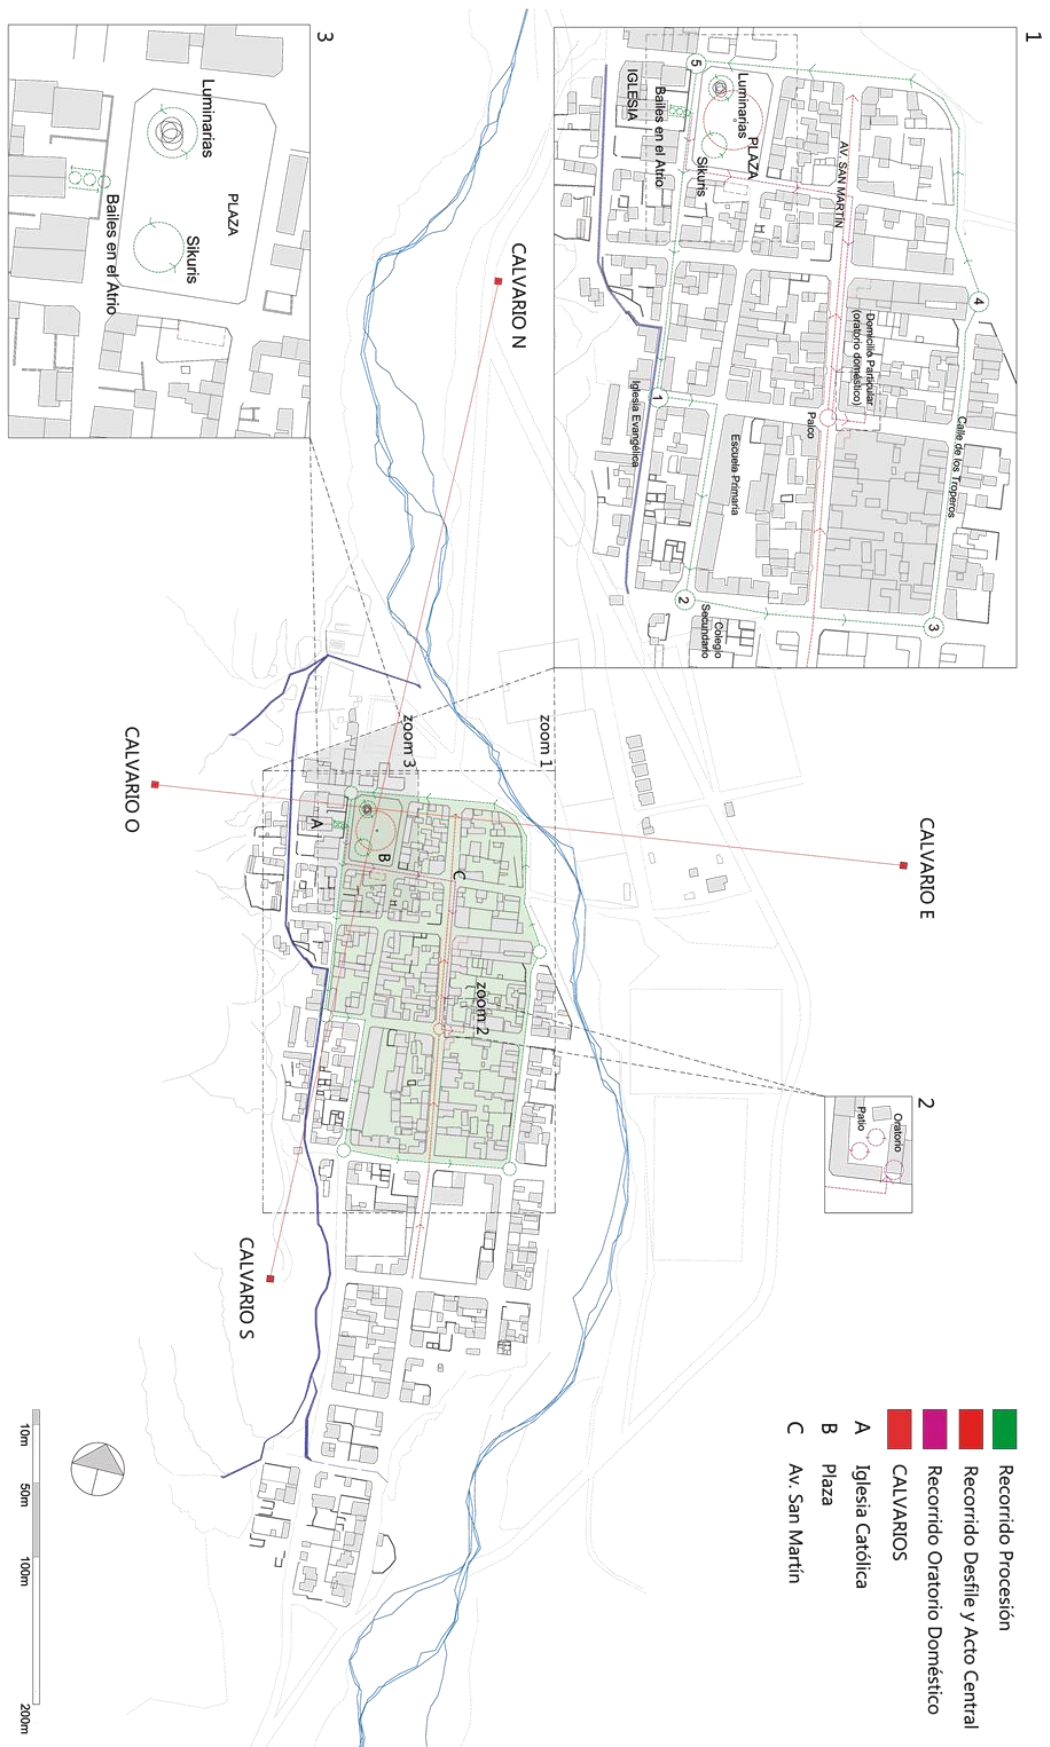 1
5
IGLESIA
Bailes en el Atrio
Luminarias
PLAZA
Sikuris
AV. SAN MARTÍN
4
Domicilio Particular
(oratorio doméstico)
Calle de los Troperos
1
Iglesia Evangélica
Palco
Escuela Primaria
2
Colegio
Secundario
3
3
Luminarias
PLAZA
Sikuris
Bailes en el Atrio
CALVARIO N
CALVARIO O
CALVARIO E
CALVARIO S
zoom 1
zoom 3
zoom 2
A
B
C
2
Oratorio
Patio
Recorrido Procesión
Recorrido Desfile y Acto Central
Recorrido Oratorio Doméstico
CALVARIOS
A Iglesia Católica
B Plaza
C Av. San Martín
10m 50m 100m 200m